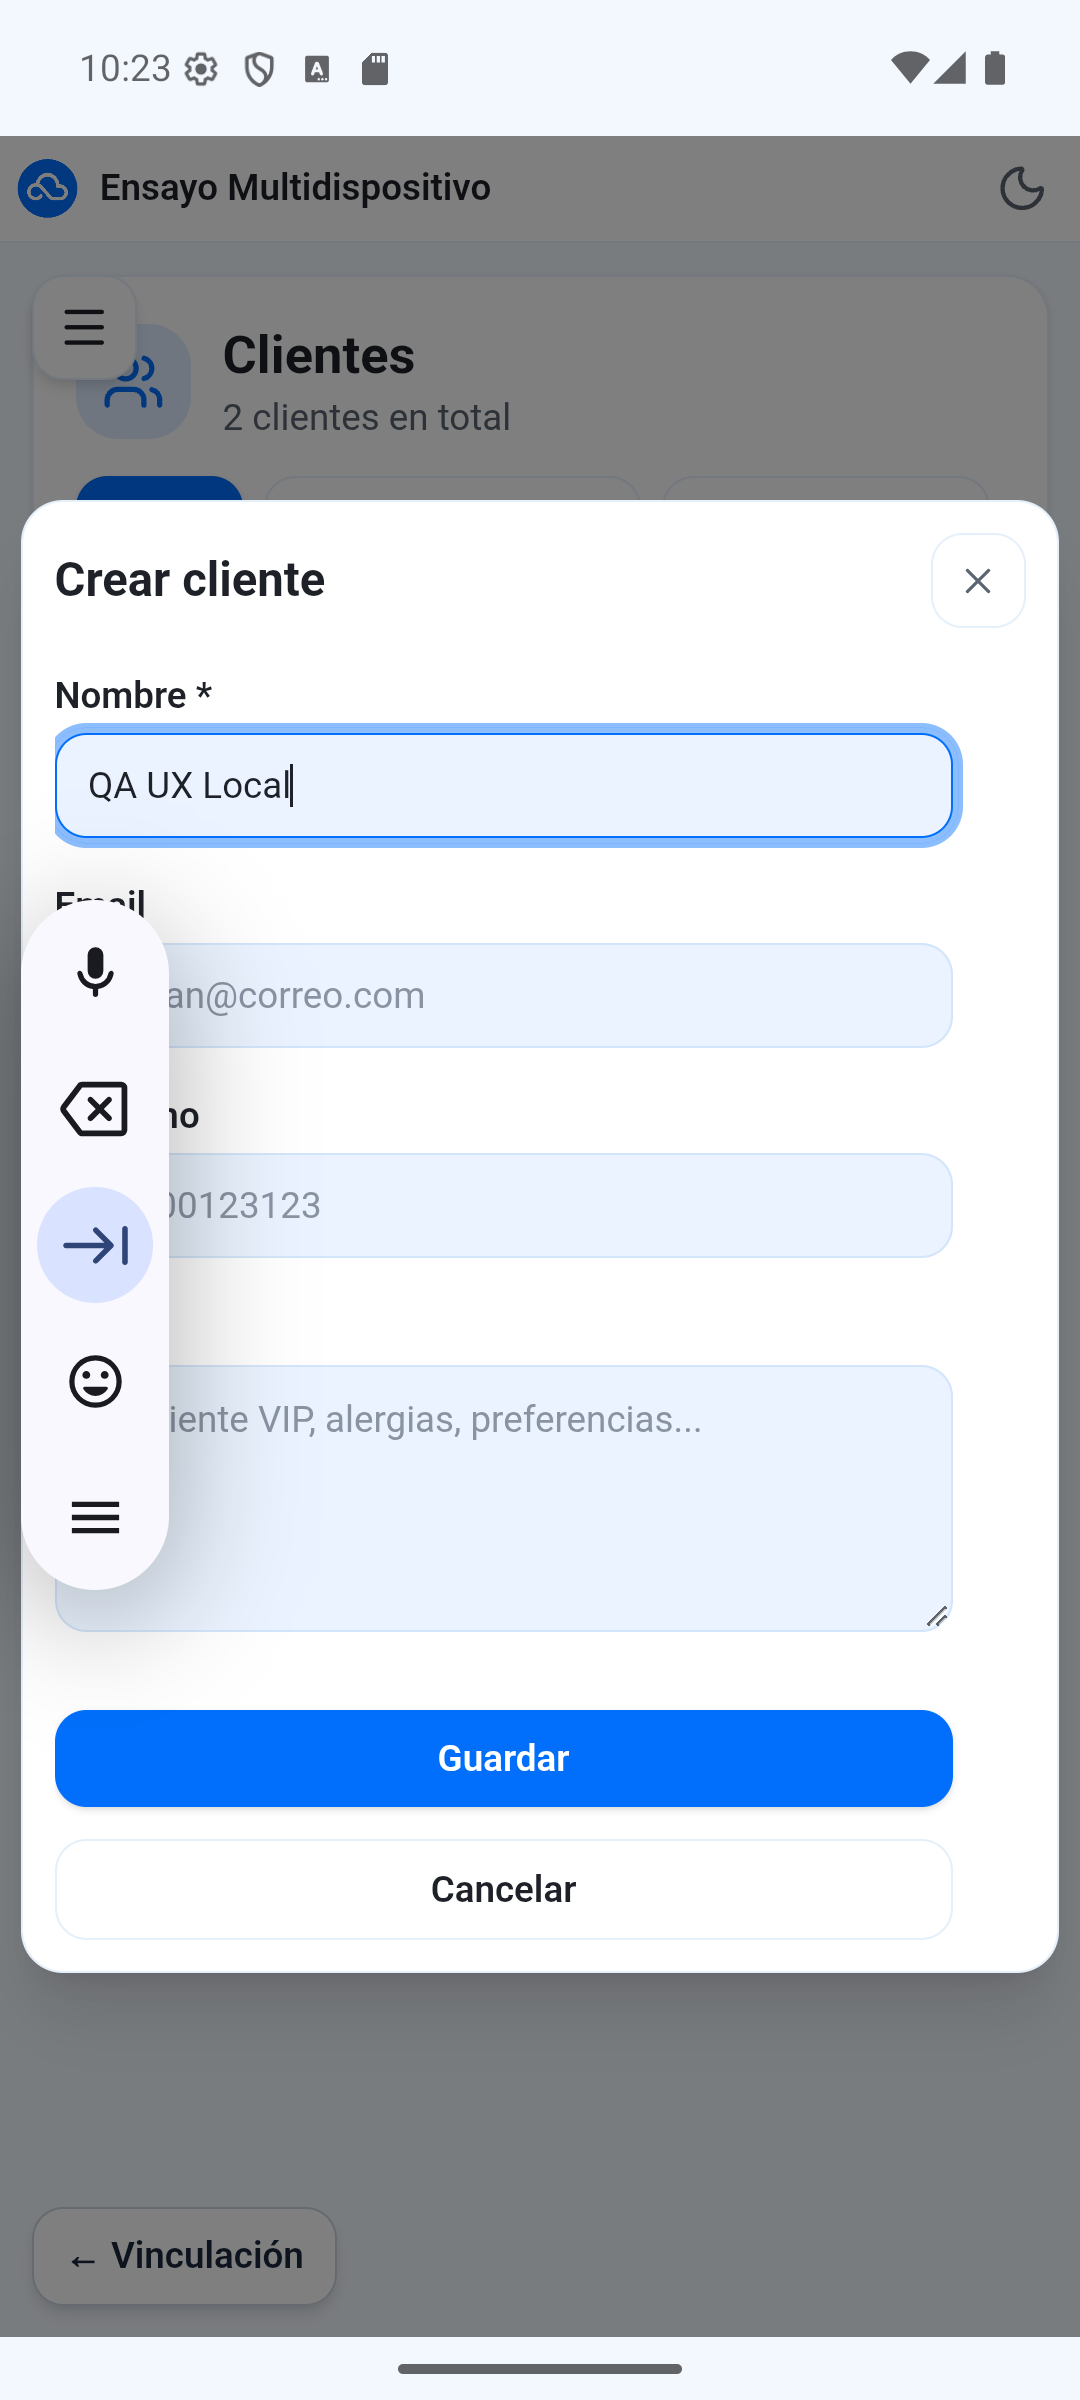 10:23
Ensayo Multidispositivo
Clientes
2 clientes en total
Crear cliente
Nombre *
QA UX Local
Email
an@correo.com
no
00123123
iente VIP, alergias, preferencias...
Guardar
Cancelar
← Vinculación